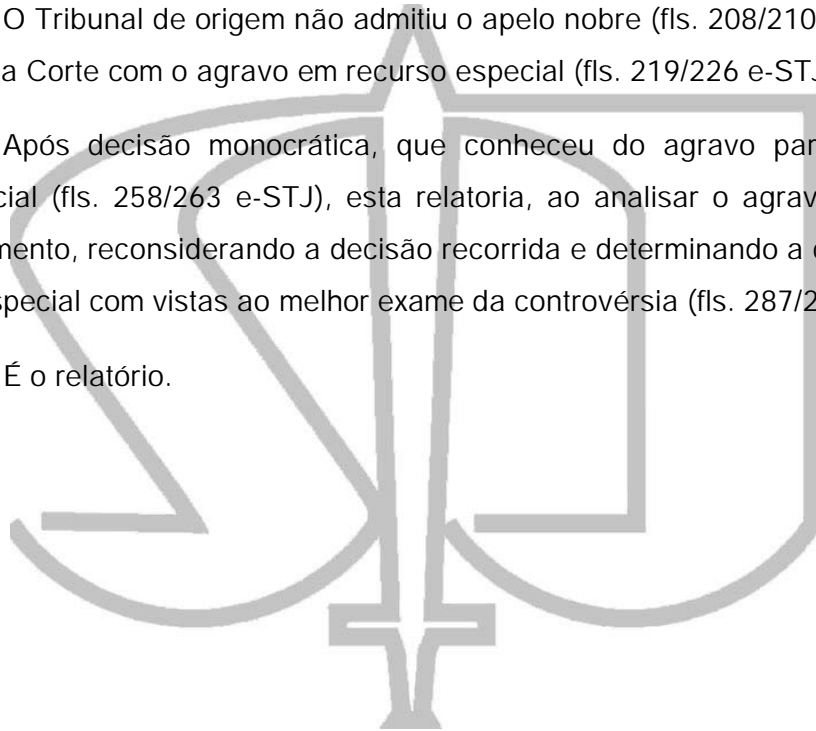 O Tribunal de origem não admitiu o apelo nobre (fls. 208/210
a Corte com o agravo em recurso especial (fls. 219/226 e-STJ
Após decisão monocrática, que conheceu do agravo par
cial (fls. 258/263 e-STJ), esta relatoria, ao analisar o agrav
mento, reconsiderando a decisão recorrida e determinando a
special com vistas ao melhor exame da controvérsia (fls. 287/2
É o relatório.